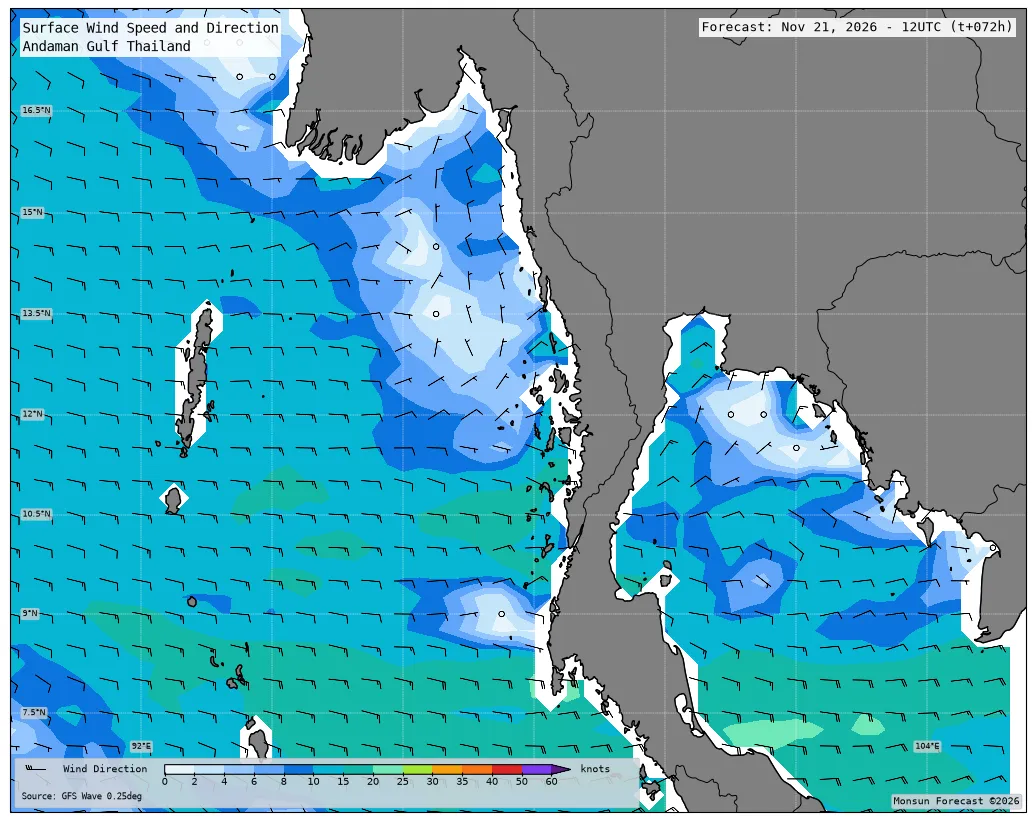 Surface Wind Speed and Direction
Andaman Gulf Thailand
Forecast: Nov 21, 2026 - 12UTC (t+072h)
16.5°N
15°N
13.5°N
12°N
10.5°N
9°N
7.5°N
92°E
104°E
Wind Direction
0 2 4 6 8 10 15 20 25 30 35 40 50 60
knots
Source: GFS Wave 0.25deg
Monsun Forecast ©2026